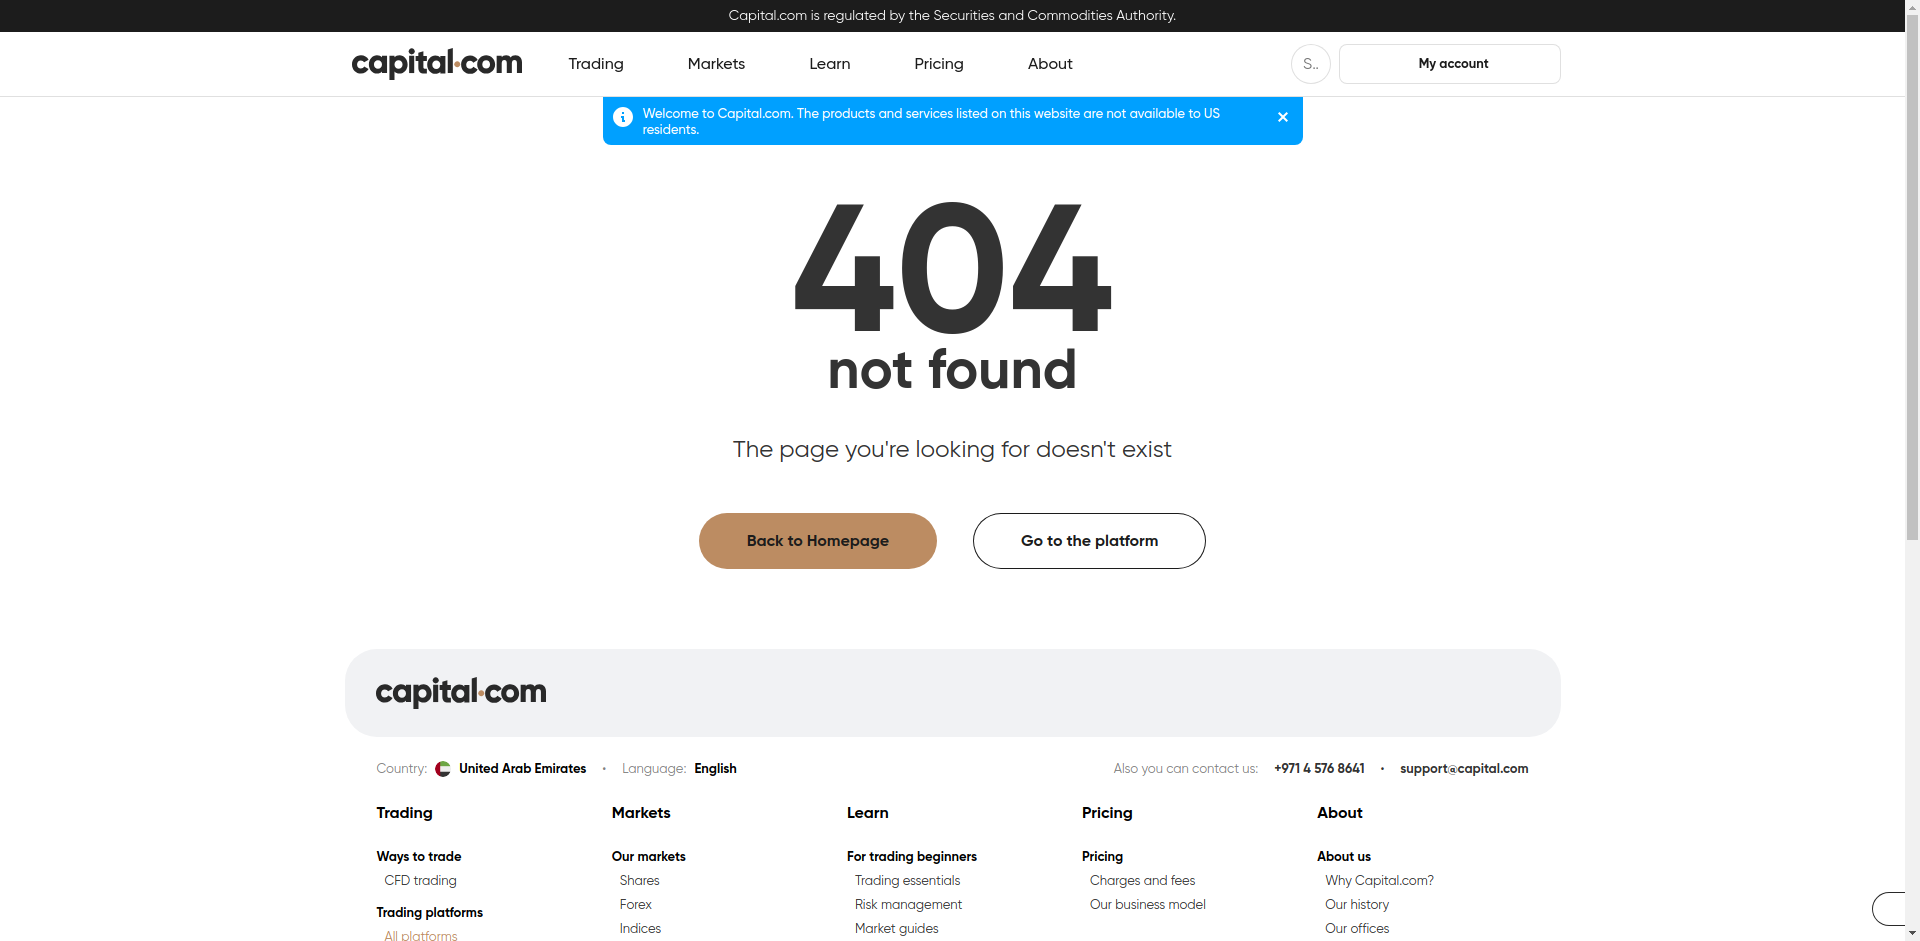 Capital.com is regulated by the Securities and Commodities Authority.
capital.com Trading Markets Learn Pricing About S.. My account
Welcome to Capital.com. The products and services listed on this website are not available to US
residents.
404
not found
The page you're looking for doesn't exist
Back to Homepage Go to the platform
capital.com
Country: United Arab Emirates • Language: English Also you can contact us: +971 4 576 8641 • support@capital.com
Trading Markets Learn Pricing About
Ways to trade Our markets For trading beginners Pricing About us
CFD trading Shares Trading essentials Charges and fees Why Capital.com?
Forex Risk management Our business model Our history
Trading platforms
Indices Market guides Our offices
All platforms